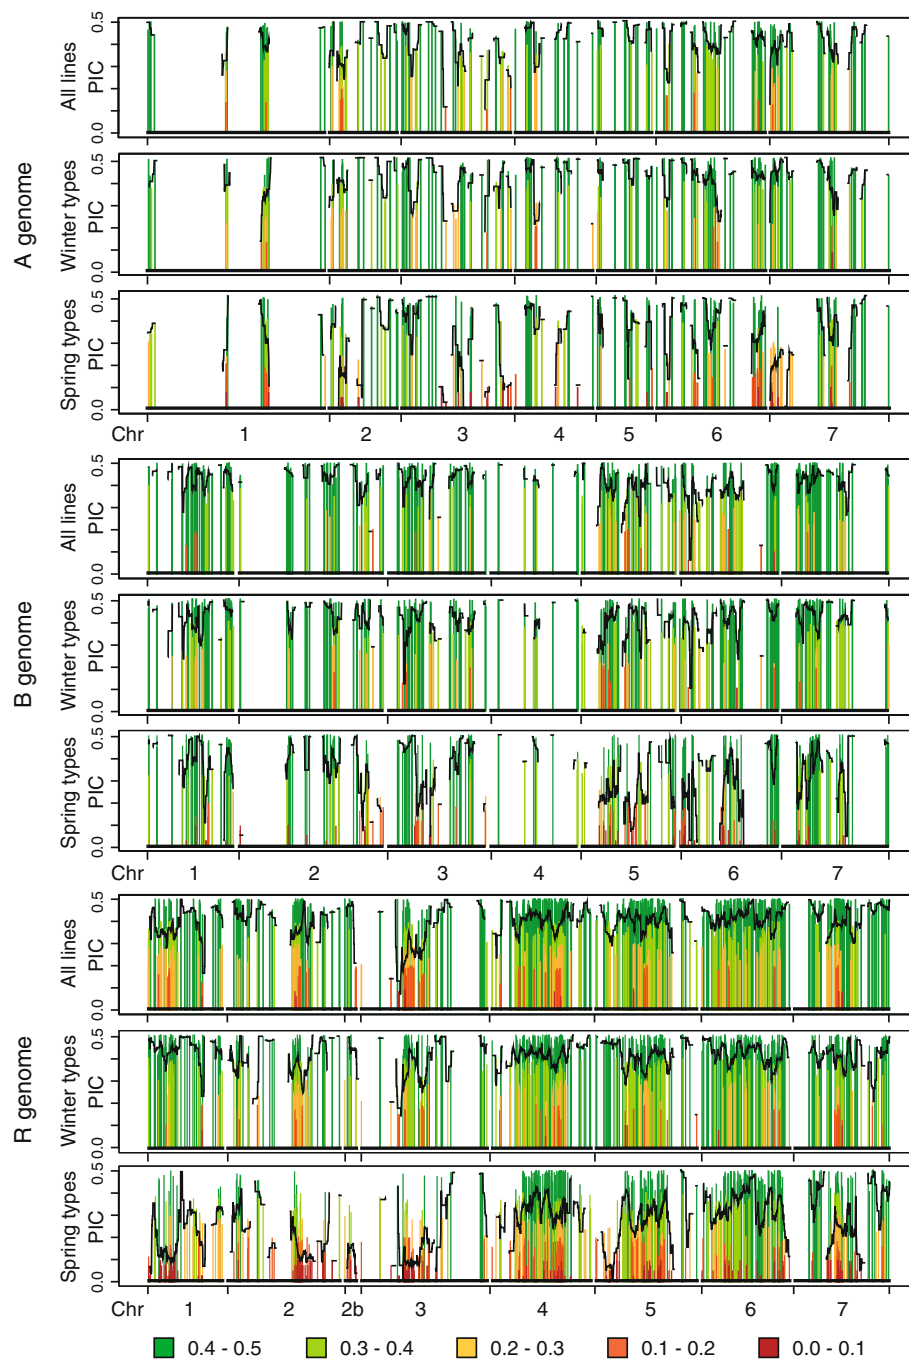 A genome
All lines
PIC
0.5
0.0
Winter types
PIC
0.5
0.0
Spring types
PIC
0.5
0.0
Chr 1 2 3 4 5 6 7
B genome
All lines
PIC
0.5
0.0
Winter types
PIC
0.5
0.0
Spring types
PIC
0.5
0.0
Chr 1 2 3 4 5 6 7
R genome
All lines
PIC
0.5
0.0
Winter types
PIC
0.5
0.0
Spring types
PIC
0.5
0.0
Chr 1 2 2b 3 4 5 6 7
0.4 - 0.5 0.3 - 0.4 0.2 - 0.3 0.1 - 0.2 0.0 - 0.1